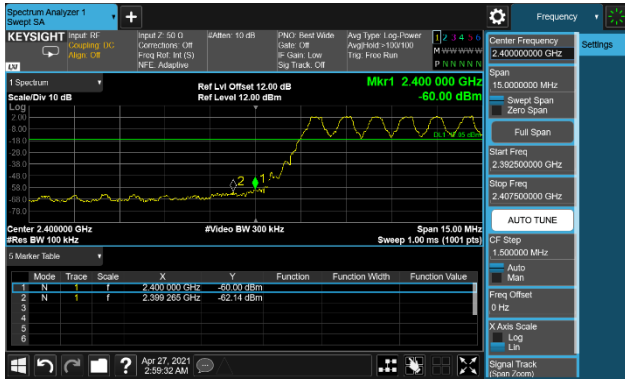 Spectrum Analyzer 1
Swept SA
+
Frequency
KEYSIGHT
Input: RF
Coupling: DC
Align: Off
Input Z: 50 Ω
Corrections: Off
Freq Ref: Int (S)
NFE: Adaptive
#Atten: 10 dB
PNO: Best Wide
Gate: Off
IF Gain: Low
Sig Track: Off
Avg Type: Log-Power
Avg|Hold:>100/100
Trig: Free Run
1 2 3 4 5 6
M W W W W W
P N N N N N
LXI
1 Spectrum
Scale/Div 10 dB
Log
Ref Lvl Offset 12.00 dB
Ref Level 12.00 dBm
Mkr1 2.400 000 GHz
-60.00 dBm
2.00
-8.00
-18.0
-28.0
-38.0
-48.0
-58.0
-68.0
-78.0
2
1
Center 2.400000 GHz
#Res BW 100 kHz
#Video BW 300 kHz
Span 15.00 MHz
Sweep 1.00 ms (1001 pts)
5 Marker Table
Mode Trace Scale X Y Function Function Width Function Value
1 N 1 f 2.400 000 GHz -60.00 dBm
2 N 1 f 2.399 265 GHz -62.14 dBm
3
4
5
6
?
Apr 27, 2021
2:59:32 AM
Center Frequency
2.400000000 GHz
Settings
Span
15.0000000 MHz
Swept Span
Zero Span
Full Span
Start Freq
2.392500000 GHz
Stop Freq
2.407500000 GHz
AUTO TUNE
CF Step
1.500000 MHz
Auto
Man
Freq Offset
0 Hz
X Axis Scale
Log
Lin
Signal Track
(Span Zoom)